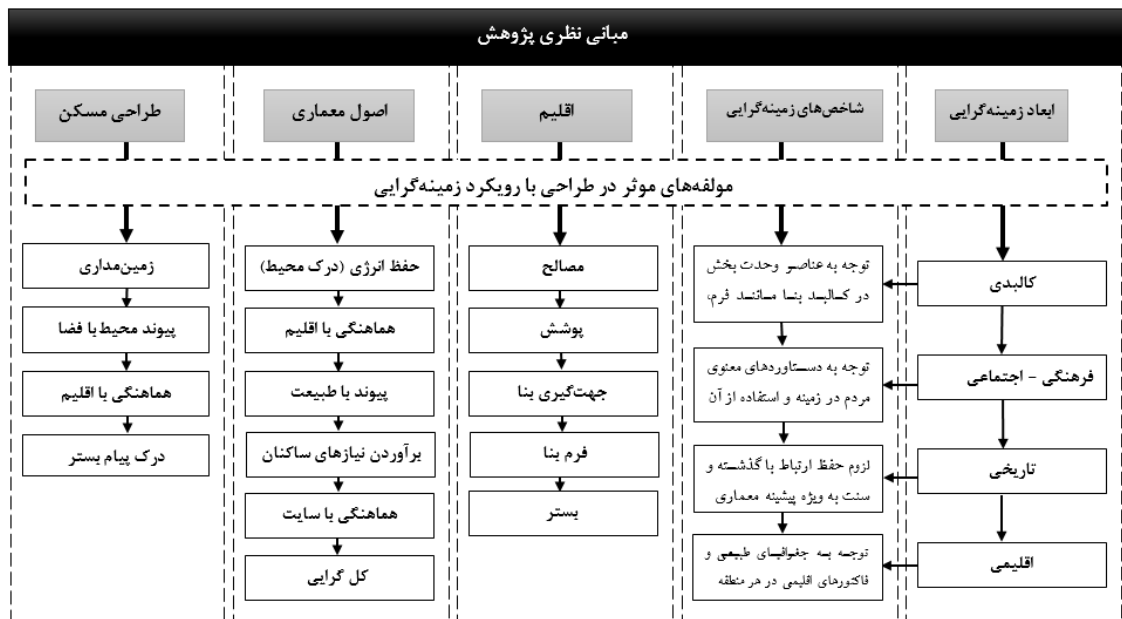 مبانی نظری پژوهش
ابعاد زمینه‌گرایی
شاخص‌های زمینه‌گرایی
اقلیم
اصول معماری
طراحی مسکن
مولفه‌های موثر در طراحی با رویکرد زمینه‌گرایی
کالبدی
فرهنگی - اجتماعی
تاریخی
اقلیمی
توجه به عناصر وحدت بخش
در کالبد بنا مانند فرم،
توجه به دستاوردهای معنوی
مردم در زمینه و استفاده از آن
لزوم حفظ ارتباط با گذشته و
سنت به ویژه پیشینه معماری
توجه به جغرافیای طبیعی و
فاکتورهای اقلیمی در هر منطقه
مصالح
پوشش
جهت‌گیری بنا
فرم بنا
بستر
حفظ انرژی (درک محیط)
هماهنگی با اقلیم
پیوند با طبیعت
برآوردن نیازهای ساکنان
هماهنگی با سایت
کل گرایی
زمین‌مداری
پیوند محیط با فضا
هماهنگی با اقلیم
درک پیام بستر